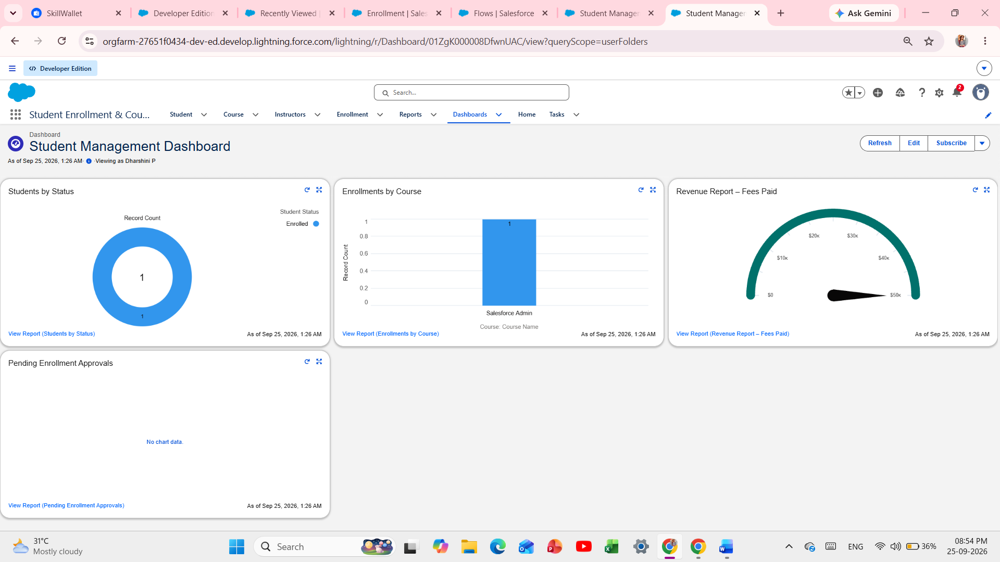 SkillWallet
Developer Edition
Recently Viewed |
Enrollment | Sales
Flows | Salesforce
Student Manager
Student Manager
Ask Gemini
orgfarm-27651f0434-dev-ed.develop.lightning.force.com/lightning/r/Dashboard/01ZgK000008DfwnUAC/view?queryScope=userFolders
Developer Edition
Search...
2
Student Enrollment & Cou...
Student
Course
Instructors
Enrollment
Reports
Dashboards
Home
Tasks
Dashboard
Student Management Dashboard
As of Sep 25, 2026, 1:26 AM· ·Viewing as Dharshini P
Refresh
Edit
Subscribe
Students by Status
Record Count
Student Status
Enrolled
1
1
View Report (Students by Status)
As of Sep 25, 2026, 1:26 AM
Enrollments by Course
Record Count
1
0.8
0.6
0.4
0.2
0
1
Salesforce Admin
Course: Course Name
View Report (Enrollments by Course)
As of Sep 25, 2026, 1:26 AM
Revenue Report – Fees Paid
$0
$10K
$20K
$30K
$40K
$50K
View Report (Revenue Report – Fees Paid)
As of Sep 25, 2026, 1:26 AM
Pending Enrollment Approvals
No chart data.
View Report (Pending Enrollment Approvals)
As of Sep 25, 2026, 1:26 AM
31°C
Mostly cloudy
Search
ENG
36%
08:54 PM
25-09-2026